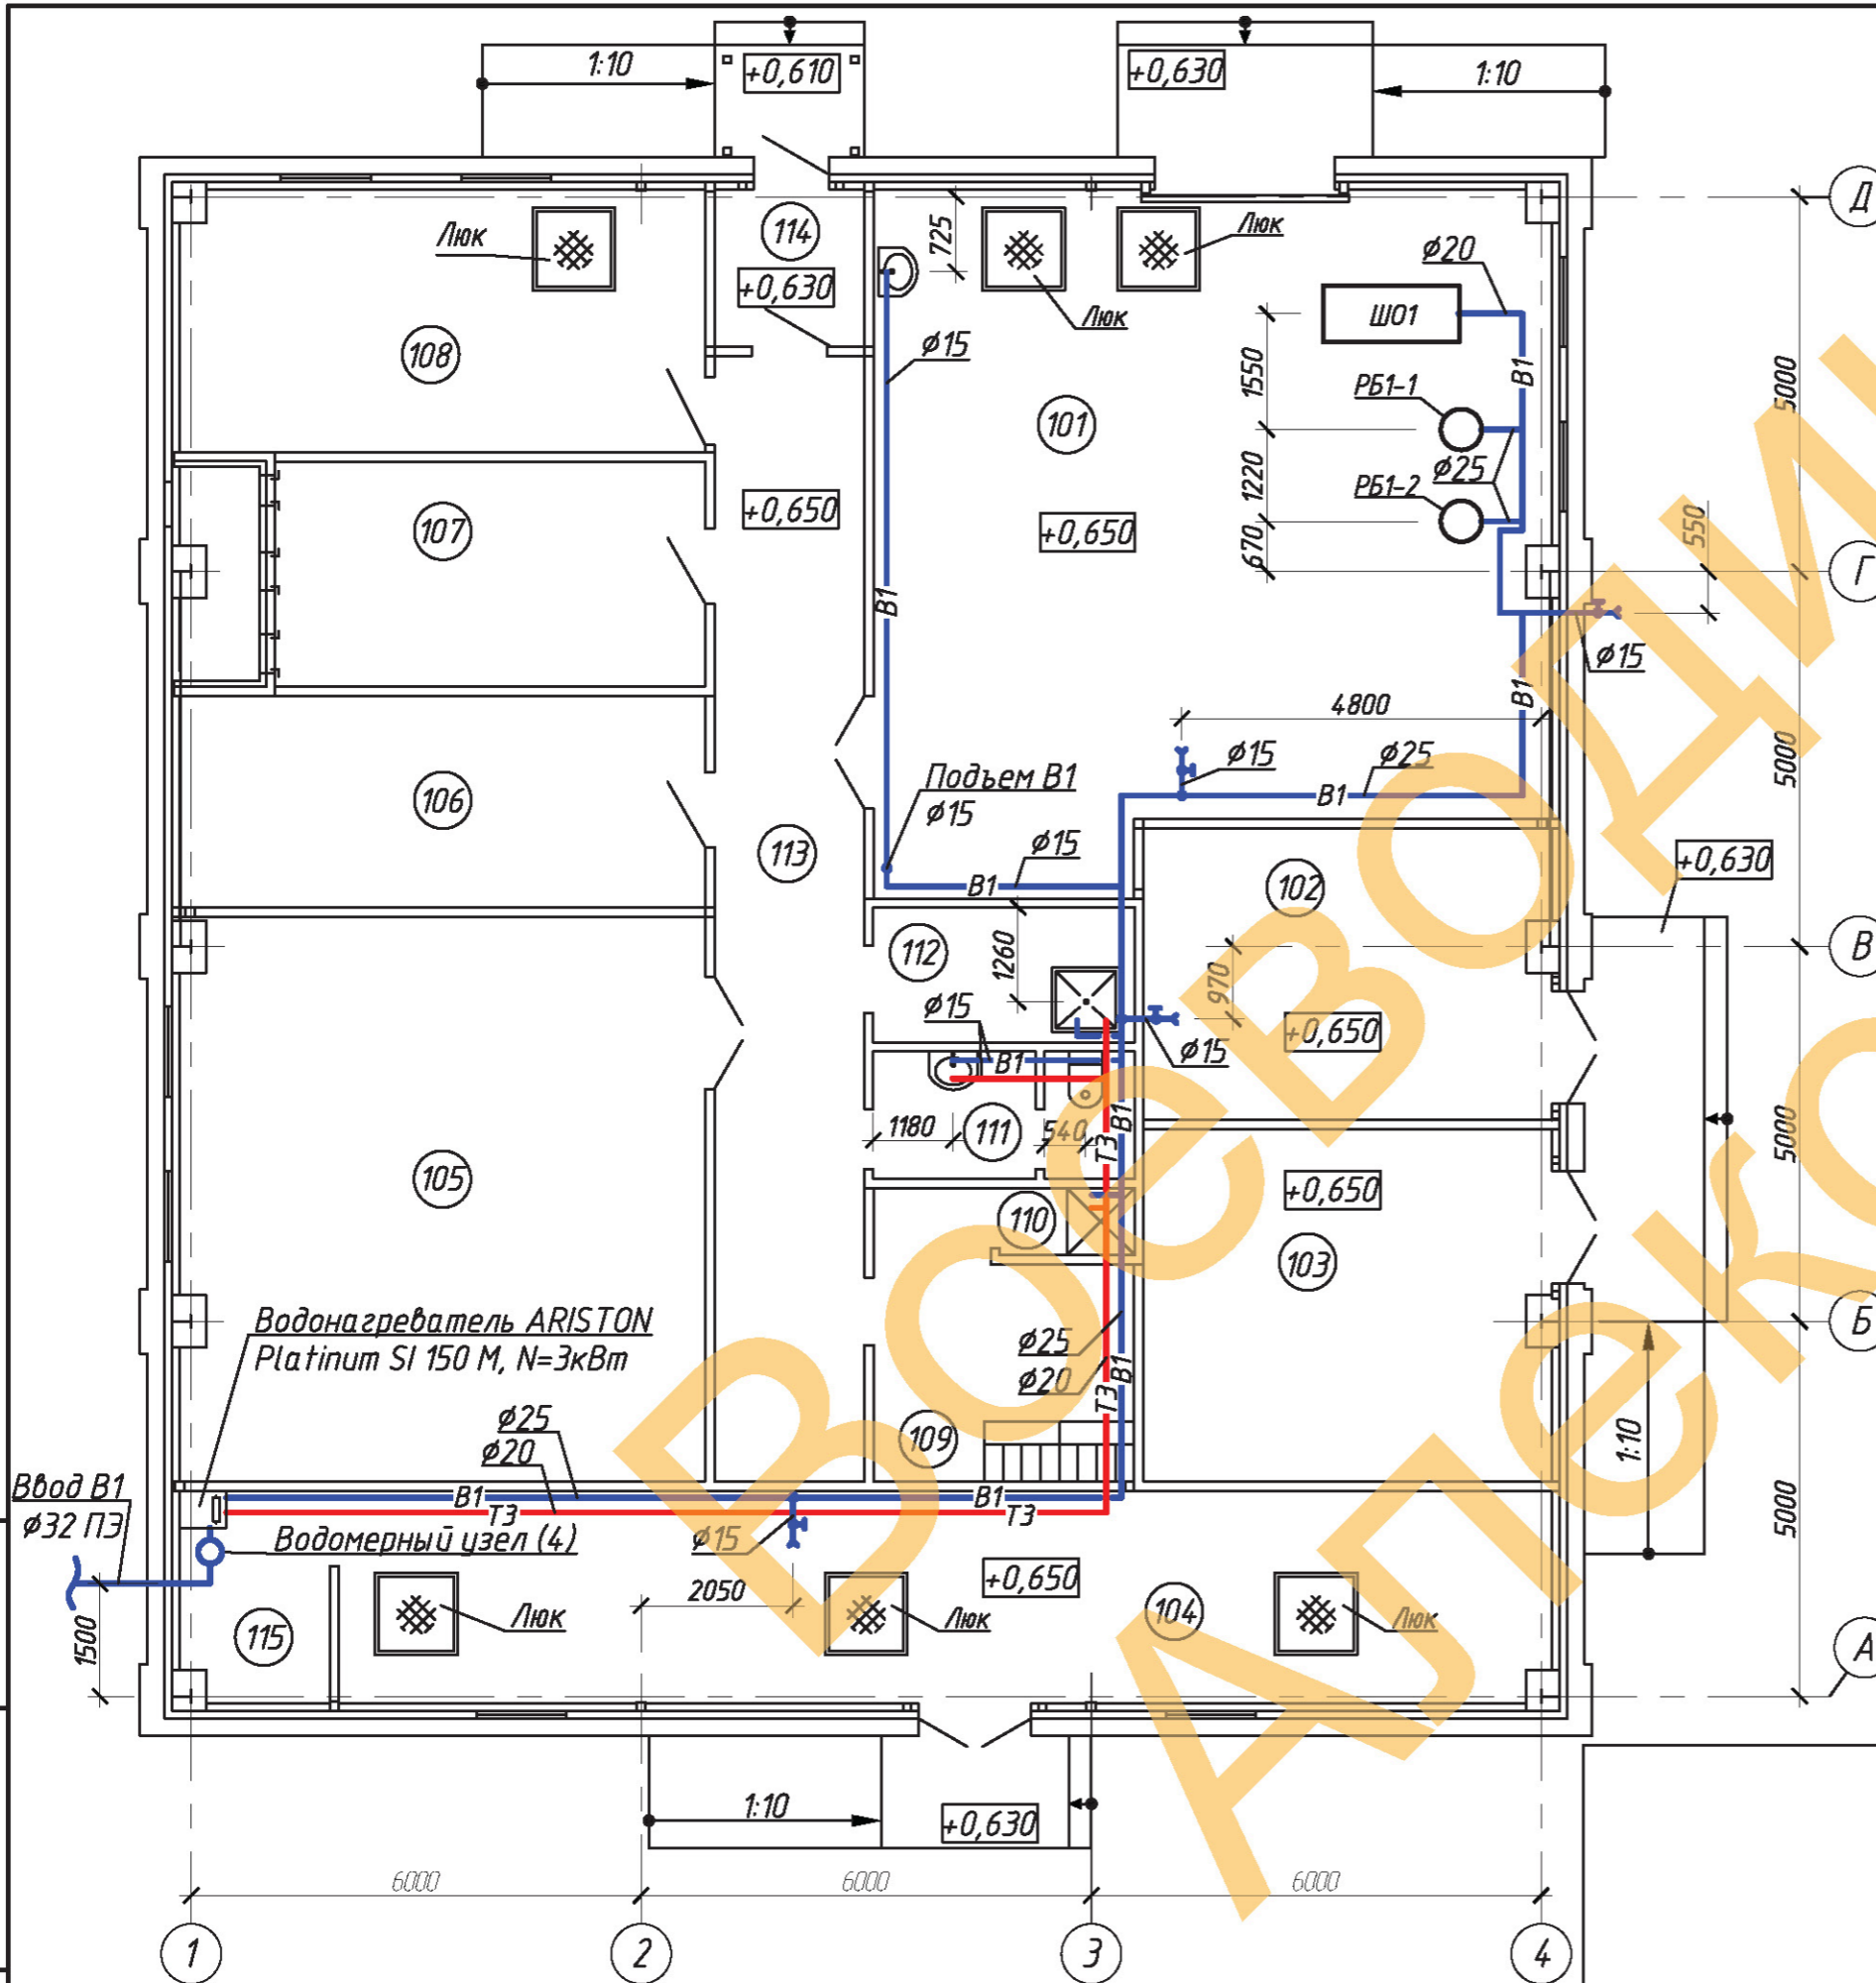 1:10
+0,610
+0,630
1:10
Д
Люк
114
725
Люк
ø20
+0,630
Люк
ШО1
108
ø15
1550
В1
5000
РБ1-1
101
107
+0,650
1220
ø25
РБ1-2
+0,650
670
550
Г
В1
ø15
В1
4800
5000
106
Подъем В1
ø15
ø15
ø25
В1
113
ø15
В1
102
+0,630
112
1260
970
В
ø15
В1
ø15
+0,650
1180
111
540
Т3
В1
5000
105
110
+0,650
103
Водонагреватель ARISTON
Platinum SI 150 M, N=3кВт
ø25
ø20
Т3
В1
Б
109
1:10
ø25
ø20
Ввод В1
ø32 ПЭ
В1
Т3
В1
Т3
5000
Водомерный узел (4)
ø15
+0,650
2050
115
Люк
Люк
104
Люк
1500
А
1:10
+0,630
6000
6000
6000
1
2
3
4
ВоеВОДИ
АлекС